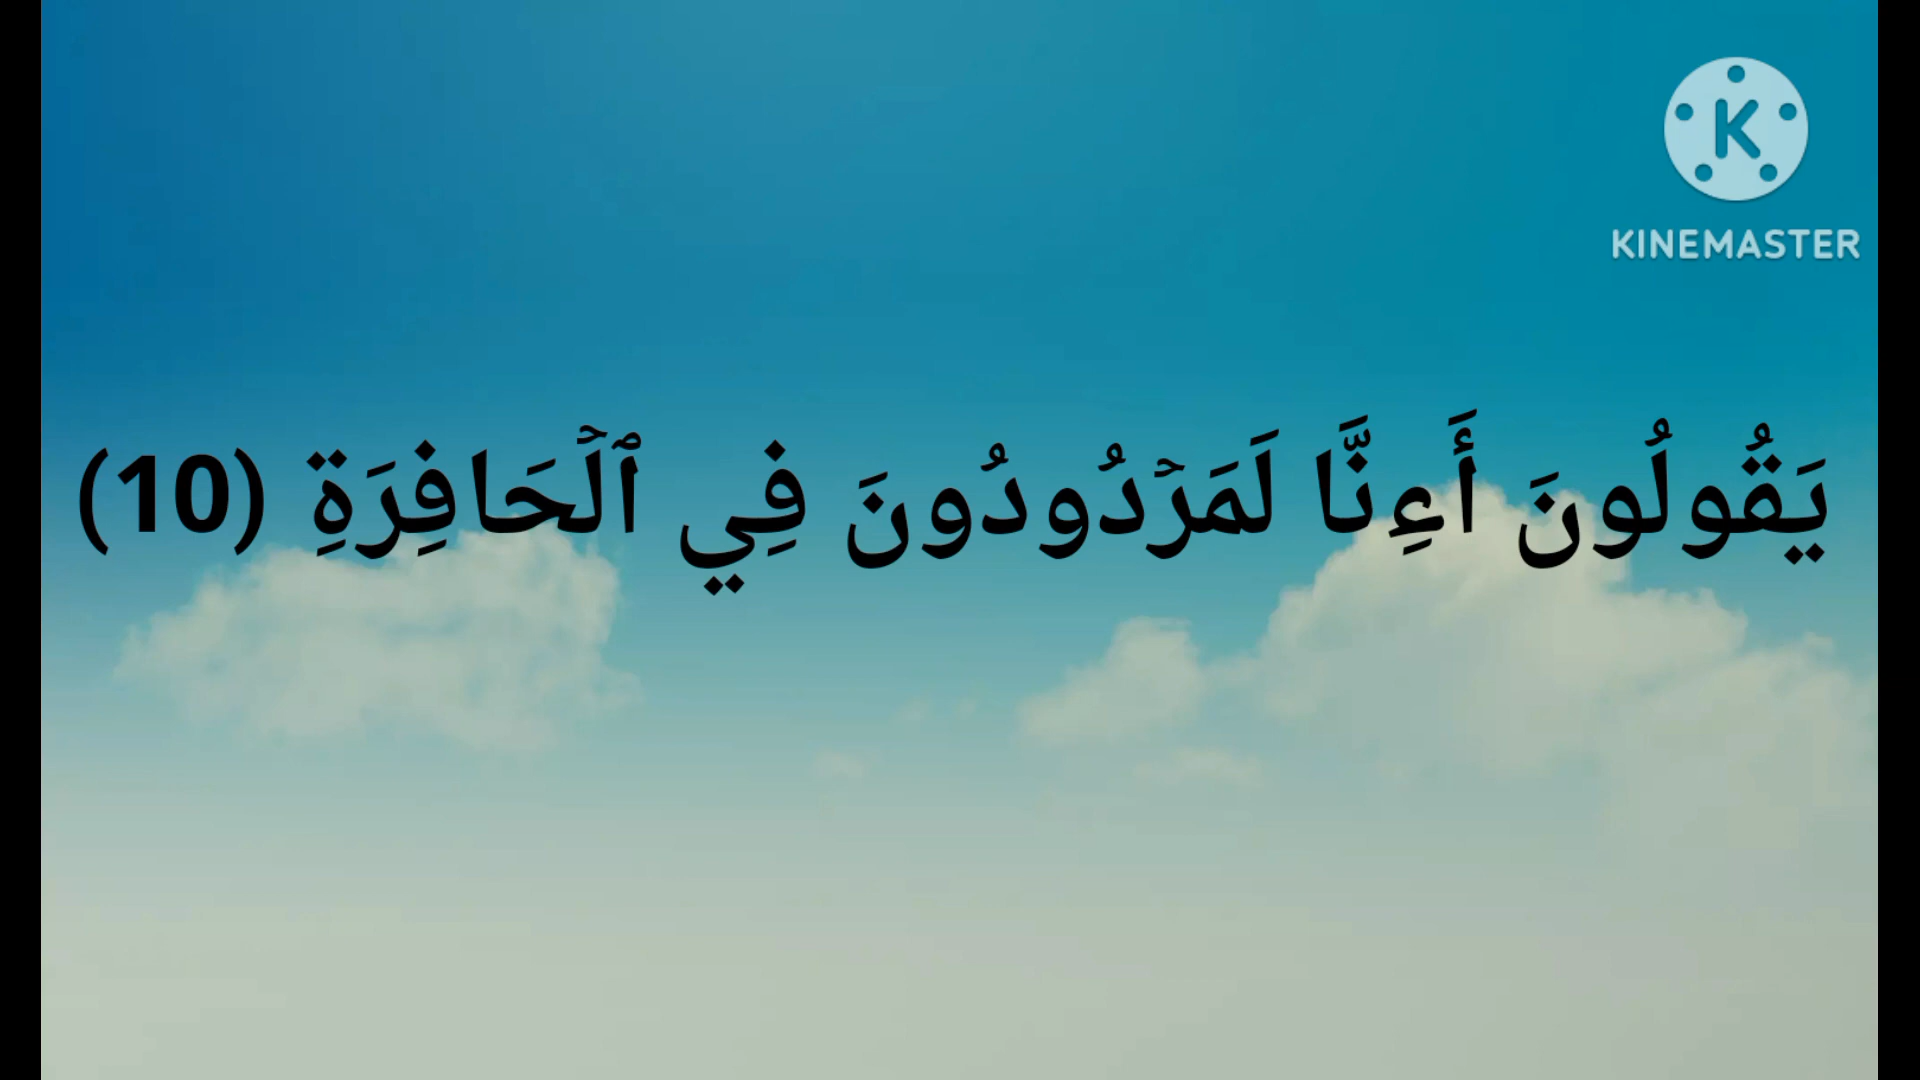 KINEMASTER
يَقُولُونَ أَءِنَّا لَمَرۡدُودُونَ فِي ٱلۡحَافِرَةِ (10)